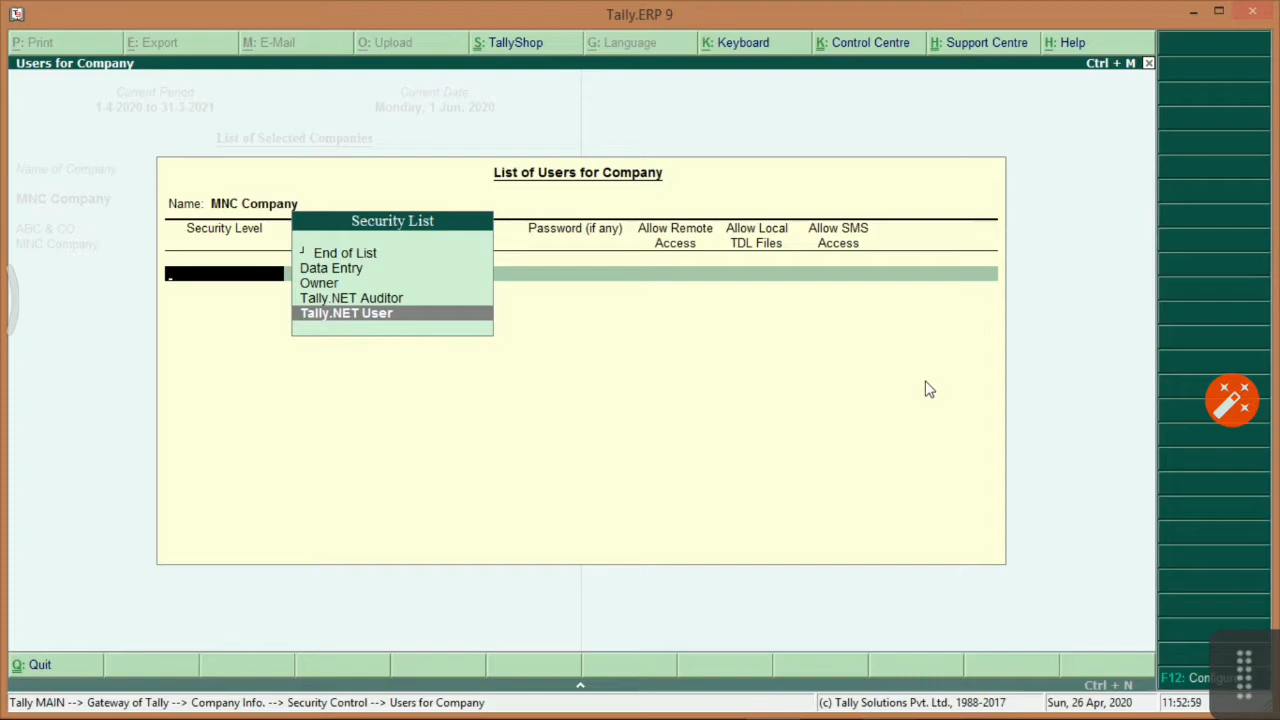 Tally.ERP 9
P: Print
E: Export
M: E-Mail
O: Upload
S: TallyShop
G: Language
K: Keyboard
K: Control Centre
H: Support Centre
H: Help
Users for Company
Ctrl + M
Current Period
1-4-2020 to 31-3-2021
Current Date
Monday, 1 Jun, 2020
List of Selected Companies
Name of Company
MNC Company
ABC & CO
MNC Company
List of Users for Company
Name: MNC Company
Security Level
Password (if any)
Allow Remote
Access
Allow Local
TDL Files
Allow SMS
Access
Security List
End of List
Data Entry
Owner
Tally.NET Auditor
Tally.NET User
Q: Quit
Ctrl + N
F12:
Tally MAIN --> Gateway of Tally --> Company Info. --> Security Control --> Users for Company
(c) Tally Solutions Pvt. Ltd., 1988-2017
Sun, 26 Apr, 2020
11:52:59